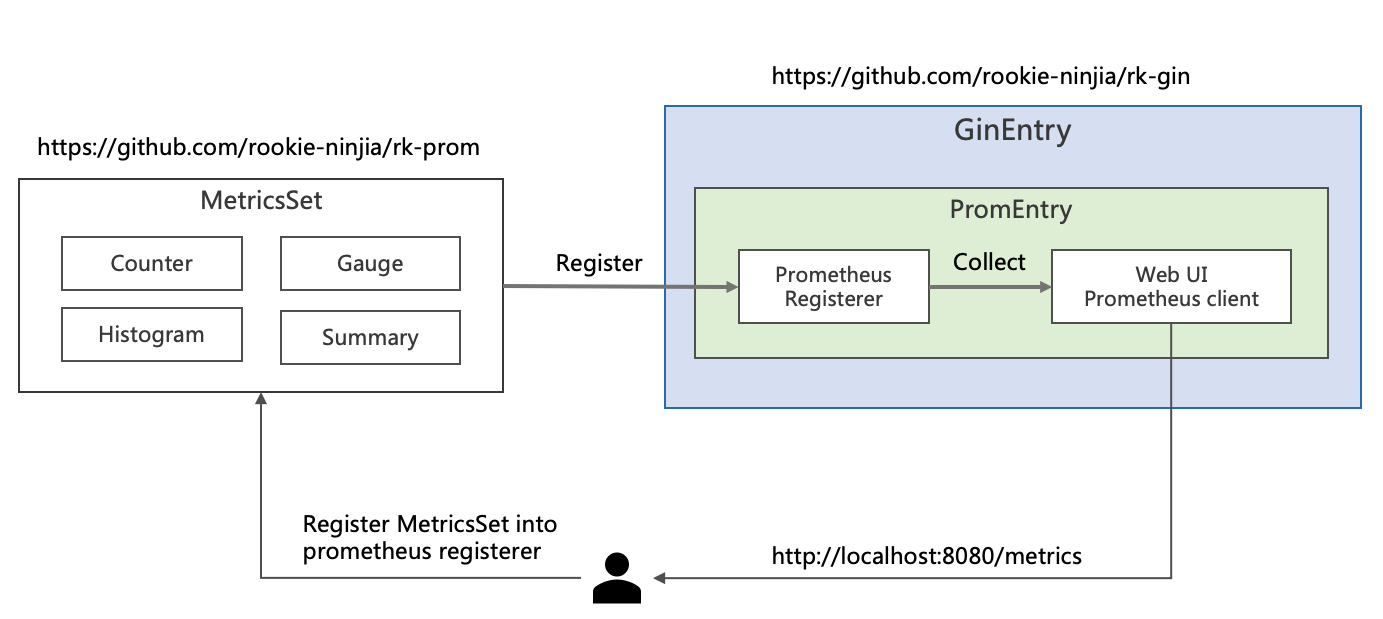 https://github.com/rookie-ninjia/rk-gin
GinEntry
https://github.com/rookie-ninjia/rk-prom
MetricsSet
Counter
Gauge
Histogram
Summary
Register
PromEntry
Prometheus
Registerer
Collect
Web UI
Prometheus client
Register MetricsSet into
prometheus registerer
http://localhost:8080/metrics